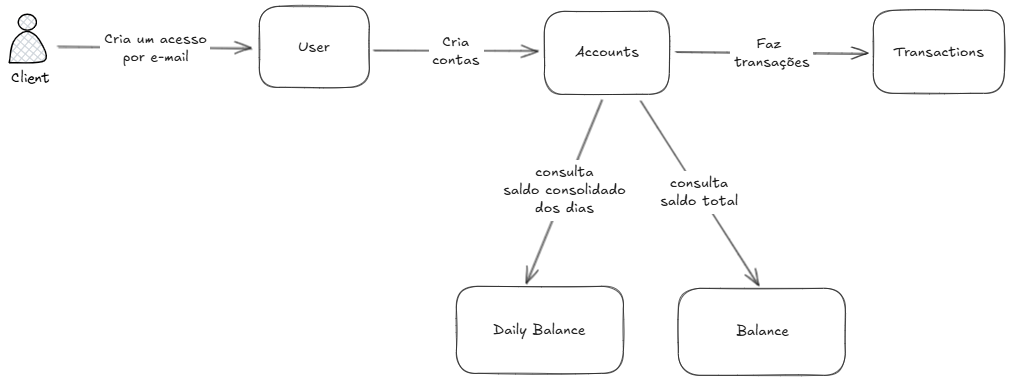 Client
Cria um acesso
por e-mail
User
Cria
contas
Accounts
Faz
transações
Transactions
consulta
saldo consolidado
dos dias
consulta
saldo total
Daily Balance
Balance